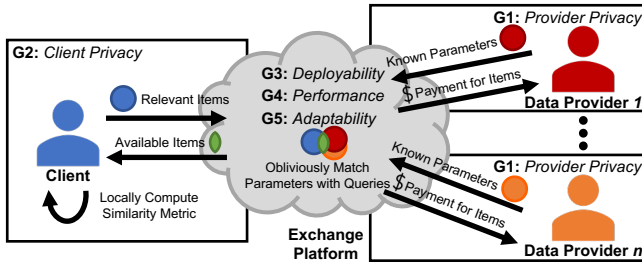 G2: Client Privacy
Relevant Items
Available Items
Client
Locally Compute
Similarity Metric
G3: Deployability
G4: Performance
G5: Adaptability
Obliviously Match
Parameters with Queries
Exchange
Platform
G1: Provider Privacy
Known Parameters
$ Payment for Items
Data Provider 1
G1: Provider Privacy
Known Parameters
$ Payment for Items
Data Provider n